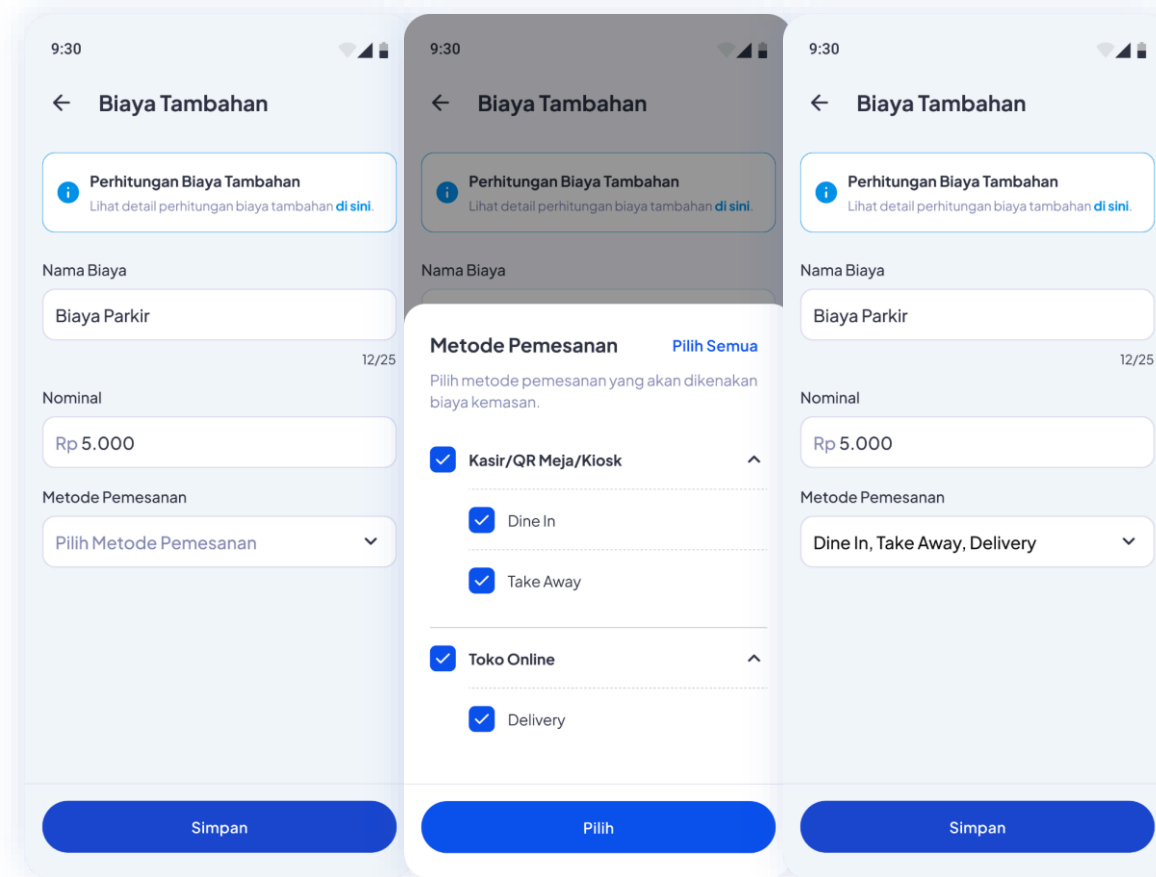 9:30
Biaya Tambahan
Perhitungan Biaya Tambahan
Lihat detail perhitungan biaya tambahan di sini.
Nama Biaya
Biaya Parkir
12/25
Nominal
Rp 5.000
Metode Pemesanan
Pilih Metode Pemesanan
Simpan
9:30
Biaya Tambahan
Perhitungan Biaya Tambahan
Lihat detail perhitungan biaya tambahan di sini.
Nama Biaya
Metode Pemesanan
Pilih Semua
Pilih metode pemesanan yang akan dikenakan
biaya kemasan.
Kasir/QR Meja/Kiosk
Dine In
Take Away
Toko Online
Delivery
Pilih
9:30
Biaya Tambahan
Perhitungan Biaya Tambahan
Lihat detail perhitungan biaya tambahan di sini.
Nama Biaya
Biaya Parkir
12/25
Nominal
Rp 5.000
Metode Pemesanan
Dine In, Take Away, Delivery
Simpan